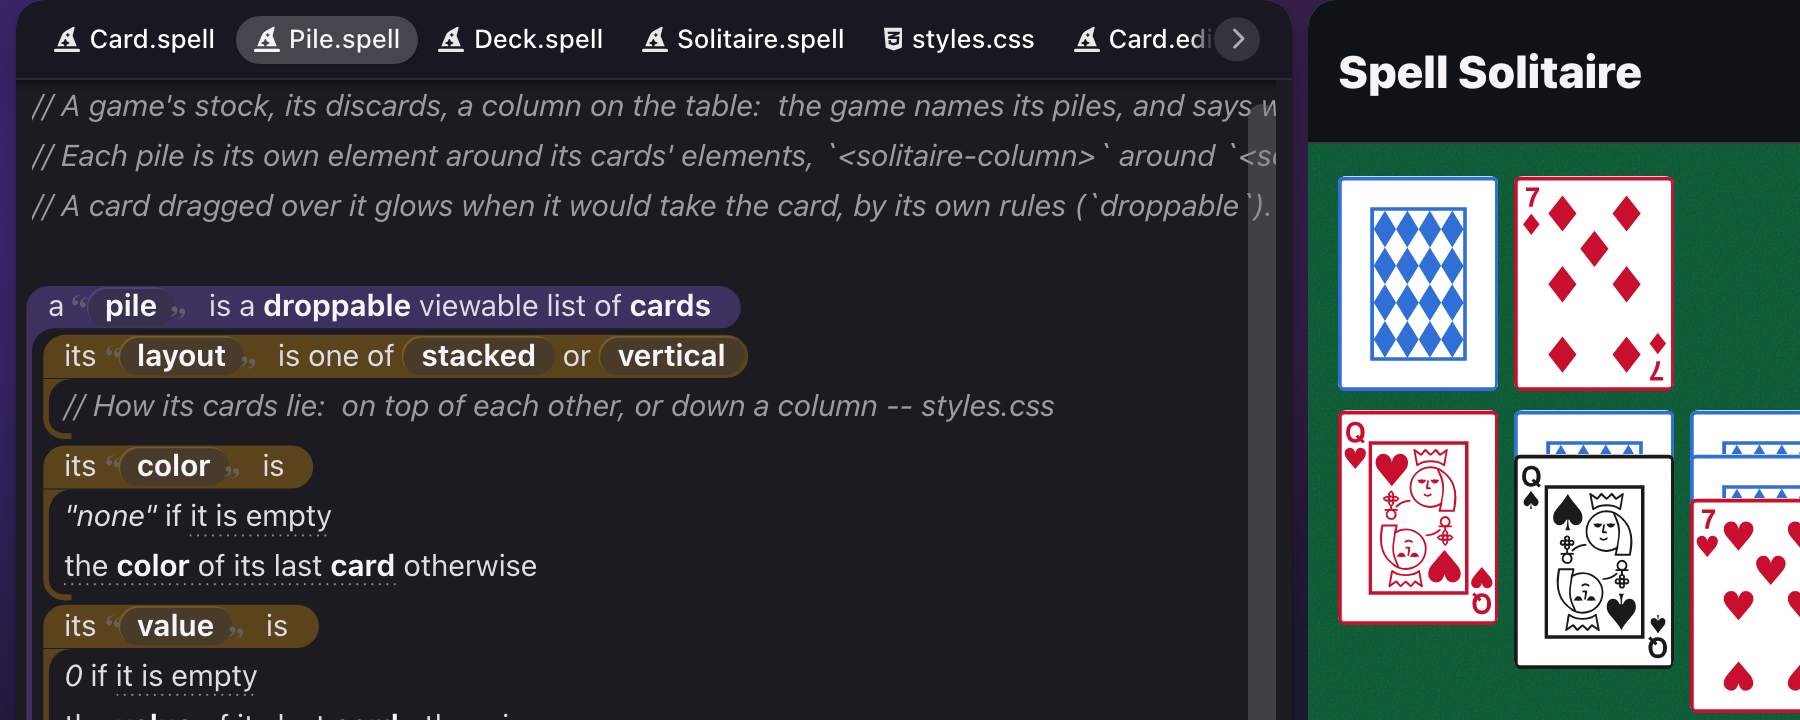 Card.spell Pile.spell Deck.spell Solitaire.spell styles.css Card.edi
// A game's stock, its discards, a column on the table:  the game names its piles, and says w
// Each pile is its own element around its cards' elements, `<solitaire-column>` around `<so
// A card dragged over it glows when it would take the card, by its own rules (`droppable`).
a “ pile ” is a droppable viewable list of cards
its “ layout ” is one of stacked or vertical
// How its cards lie:  on top of each other, or down a column -- styles.css
its “ color ” is
"none" if it is empty
the color of its last card otherwise
its “ value ” is
0 if it is empty
Spell Solitaire
7
7
Q
Q
Q
Q
7